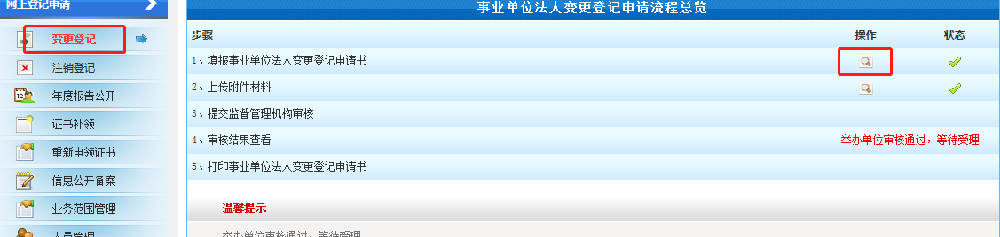 网上登记申请
变更登记
注销登记
年度报告公开
证书补领
重新申领证书
信息公开备案
业务范围管理
人员管理
事业单位法人变更登记申请流程总览
步骤 操作 状态
1、填报事业单位法人变更登记申请书
2、上传附件材料
3、提交监督管理机构审核
4、审核结果查看 举办单位审核通过，等待受理
5、打印事业单位法人变更登记申请书
温馨提示
举办单位审核通过，等待受理